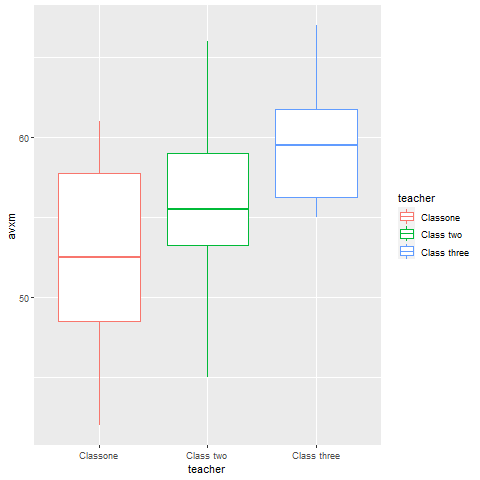 avxm
60
50
Classone
Class two
Class three
teacher
teacher
Classone
Class two
Class three